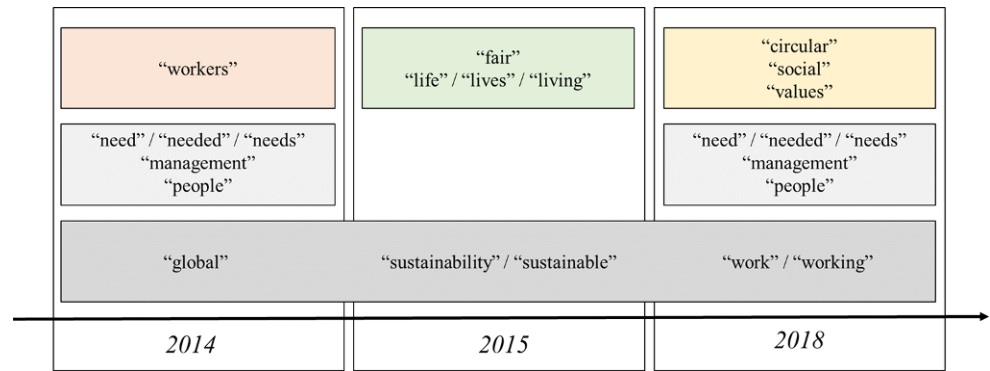 “workers”
“fair”
“life” / “lives” / “living”
“circular”
“social”
“values”
“need” / “needed” / “needs”
“management”
“people”
“need” / “needed” / “needs”
“management”
“people”
“global”
“sustainability” / “sustainable”
“work” / “working”
2014
2015
2018